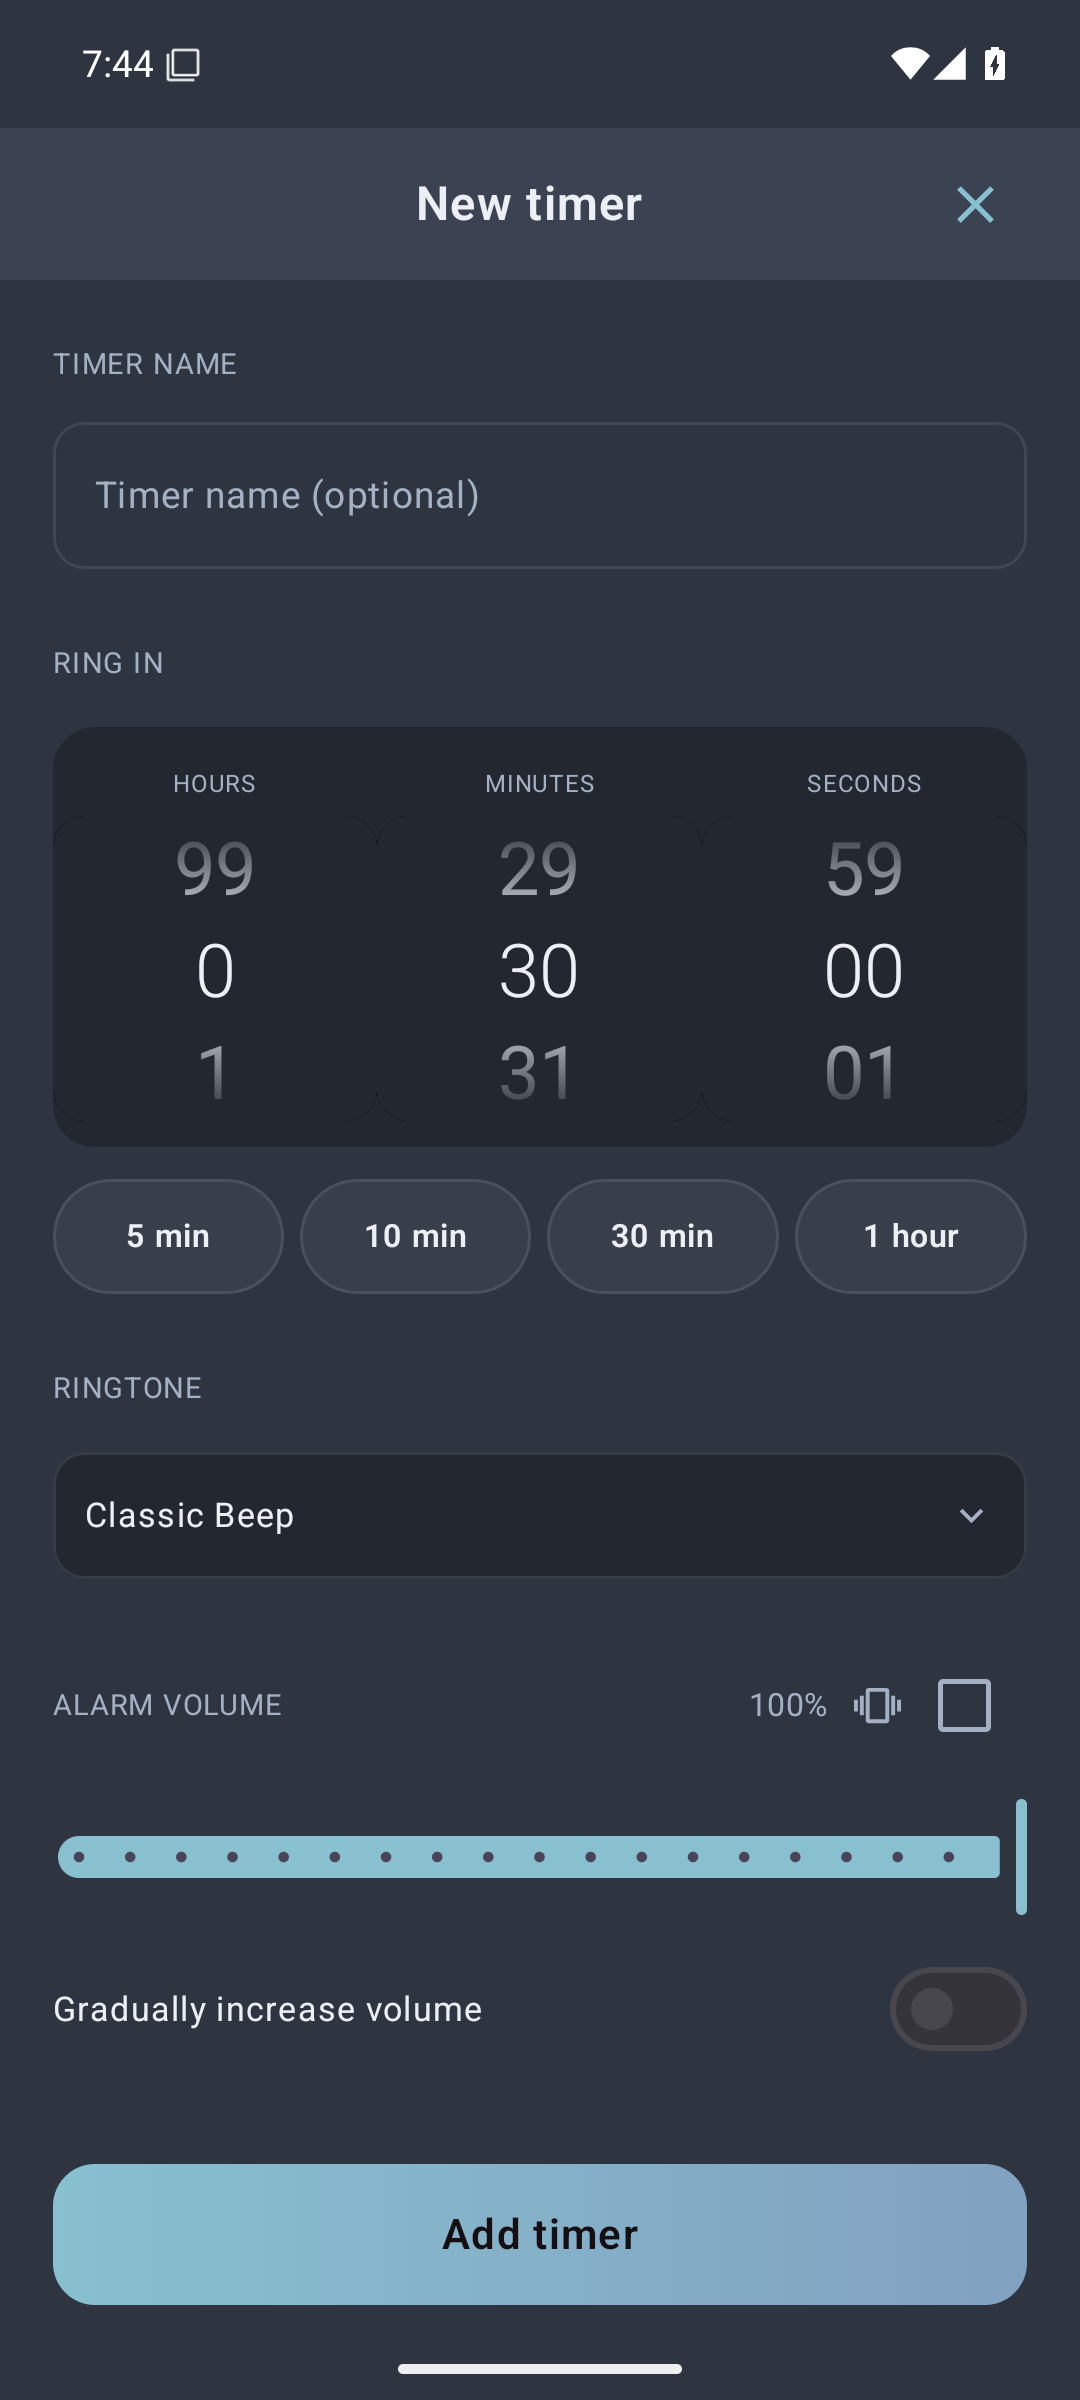 7:44
New timer
TIMER NAME
Timer name (optional)
RING IN
HOURS MINUTES SECONDS
99 29 59
0 30 00
1 31 01
5 min 10 min 30 min 1 hour
RINGTONE
Classic Beep
ALARM VOLUME 100%
Gradually increase volume
Add timer